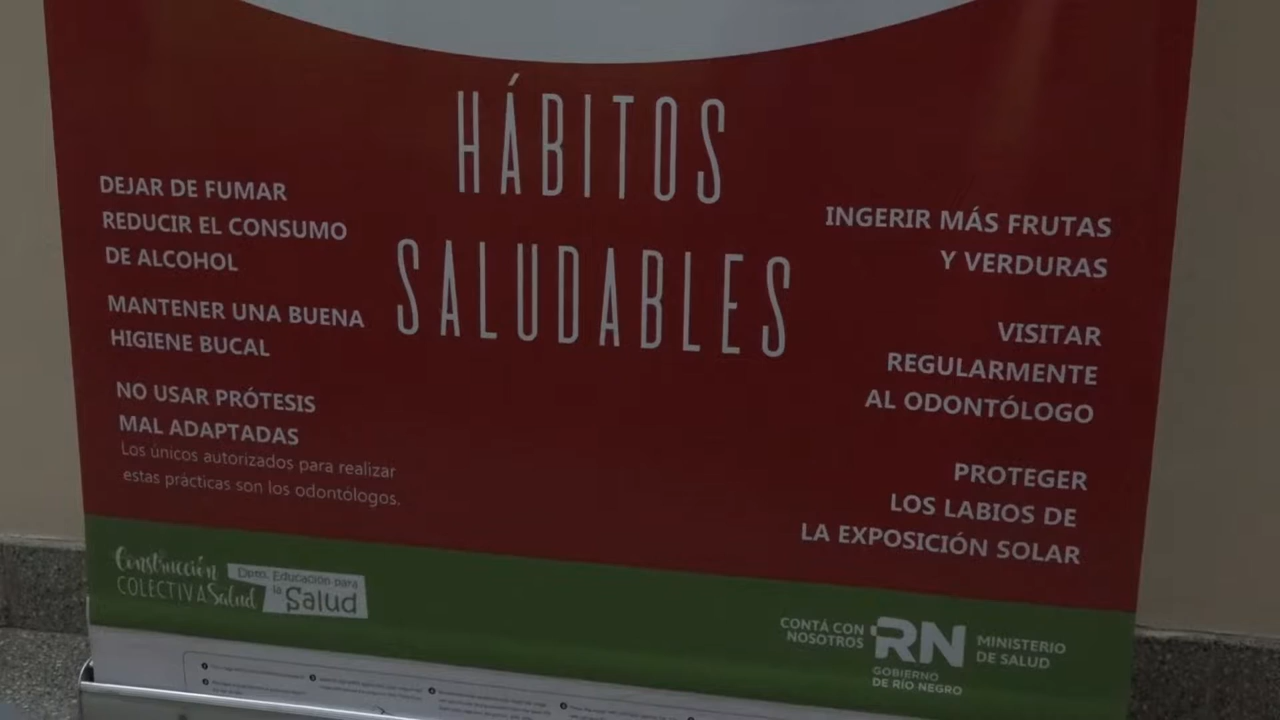 HÁBITOS
SALUDABLES
DEJAR DE FUMAR
REDUCIR EL CONSUMO
DE ALCOHOL
MANTENER UNA BUENA
HIGIENE BUCAL
NO USAR PRÓTESIS
MAL ADAPTADAS
Los únicos autorizados para realizar
estas prácticas son los odontólogos.
INGERIR MÁS FRUTAS
Y VERDURAS
VISITAR
REGULARMENTE
AL ODONTÓLOGO
PROTEGER
LOS LABIOS DE
LA EXPOSICIÓN SOLAR
Construcción
COLECTIVA Salud
Dpto. Educación para
la Salud
CONTÁ CON
NOSOTROS
RN
GOBIERNO
DE RÍO NEGRO
MINISTERIO
DE SALUD